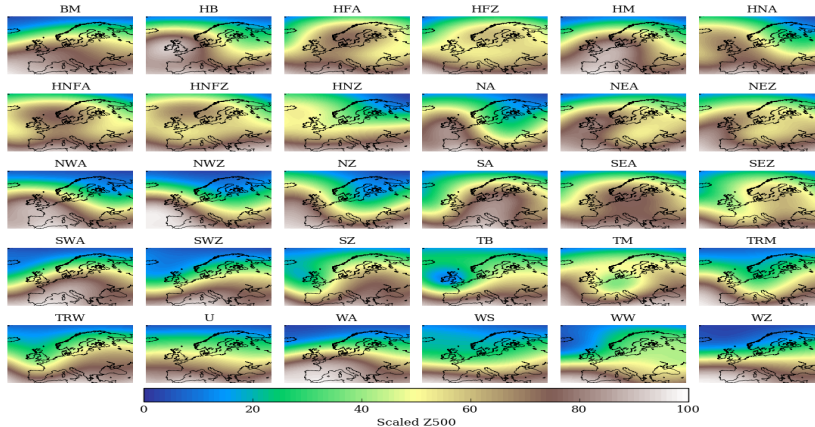 BM HB HFA HFZ HM HNA
HNFA HNFZ HNZ NA NEA NEZ
NWA NWZ NZ SA SEA SEZ
SWA SWZ SZ TB TM TRM
TRW U WA WS WW WZ
0 20 40 60 80 100
Scaled Z500